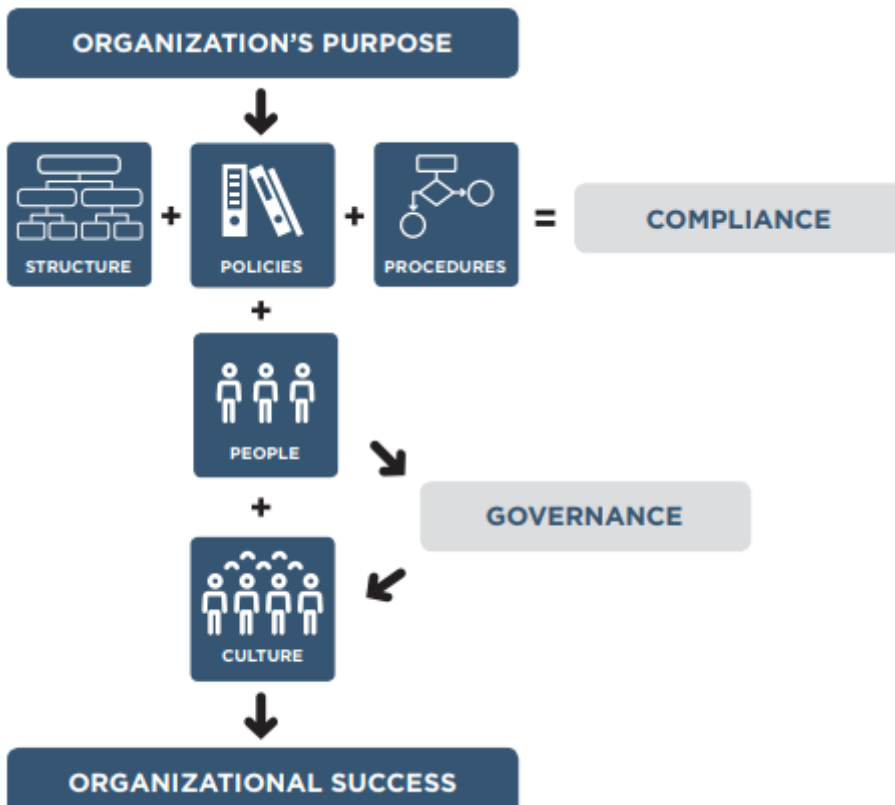 ORGANIZATION'S PURPOSE
+ + =
STRUCTURE
POLICIES
PROCEDURES
COMPLIANCE
+
PEOPLE
+
GOVERNANCE
CULTURE
ORGANIZATIONAL SUCCESS